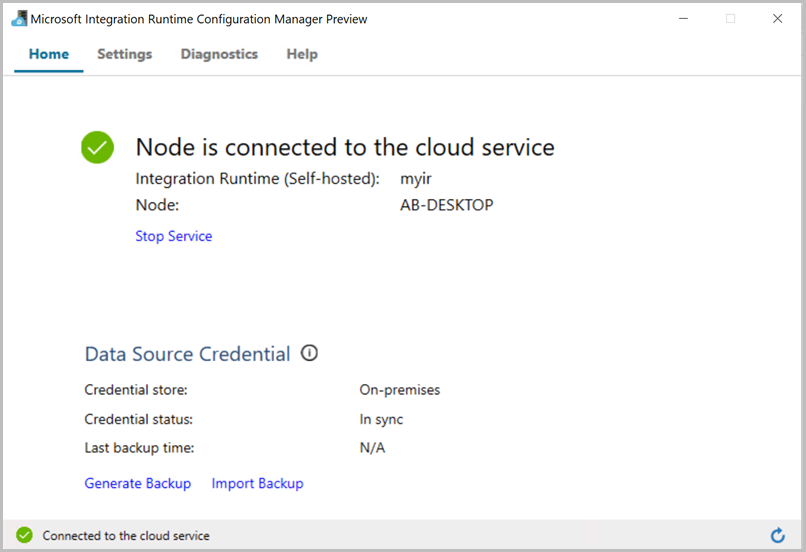 Microsoft Integration Runtime Configuration Manager Preview
Home Settings Diagnostics Help
Node is connected to the cloud service
Integration Runtime (Self-hosted): myir
Node: AB-DESKTOP
Stop Service
Data Source Credential
Credential store: On-premises
Credential status: In sync
Last backup time: N/A
Generate Backup Import Backup
Connected to the cloud service